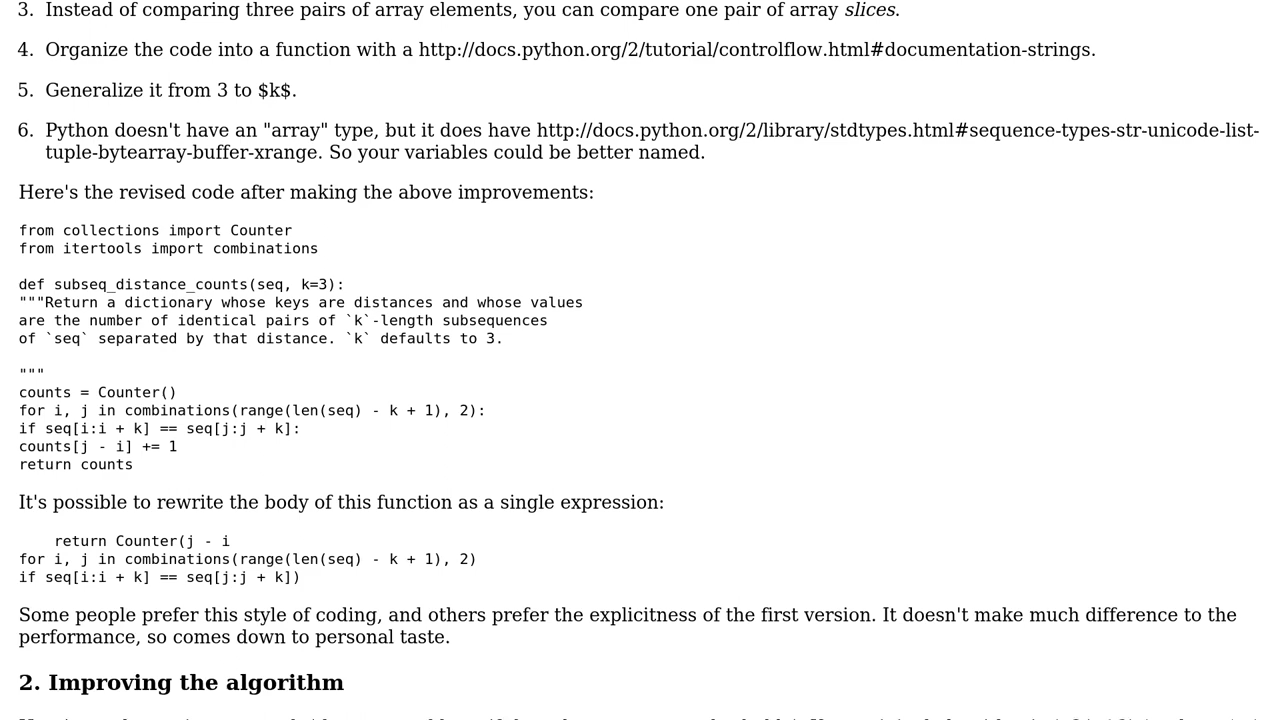 3. Instead of comparing three pairs of array elements, you can compare one pair of array slices.
4. Organize the code into a function with a http://docs.python.org/2/tutorial/controlflow.html#documentation-strings.
5. Generalize it from 3 to $k$.
6. Python doesn't have an "array" type, but it does have http://docs.python.org/2/library/stdtypes.html#sequence-types-str-unicode-list-
tuple-bytearray-buffer-xrange. So your variables could be better named.
Here's the revised code after making the above improvements:
from collections import Counter
from itertools import combinations
def subseq_distance_counts(seq, k=3):
"""Return a dictionary whose keys are distances and whose values
are the number of identical pairs of `k`-length subsequences
of `seq` separated by that distance. `k` defaults to 3.
"""
counts = Counter()
for i, j in combinations(range(len(seq) - k + 1), 2):
if seq[i:i + k] == seq[j:j + k]:
counts[j - i] += 1
return counts
It's possible to rewrite the body of this function as a single expression:
return Counter(j - i
for i, j in combinations(range(len(seq) - k + 1), 2)
if seq[i:i + k] == seq[j:j + k])
Some people prefer this style of coding, and others prefer the explicitness of the first version. It doesn't make much difference to the
performance, so comes down to personal taste.
2. Improving the algorithm